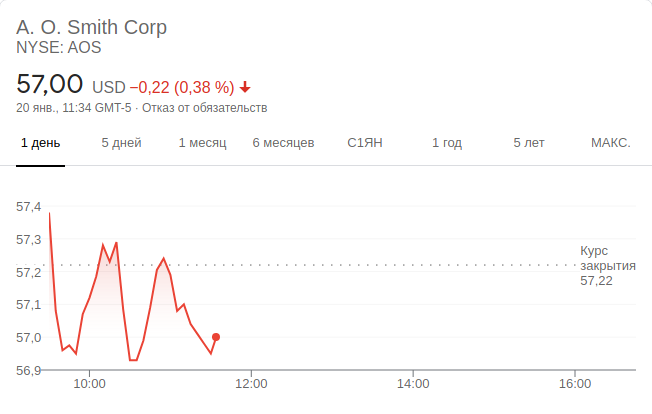 A. O. Smith Corp
NYSE: AOS
57,00 USD −0,22 (0,38 %)
20 янв., 11:34 GMT-5 · Отказ от обязательств
1 день 5 дней 1 месяц 6 месяцев С1ЯН 1 год 5 лет МАКС.
57,4
57,3
57,2
57,1
57,0
56,9
Курс
закрытия
57,22
10:00 12:00 14:00 16:00